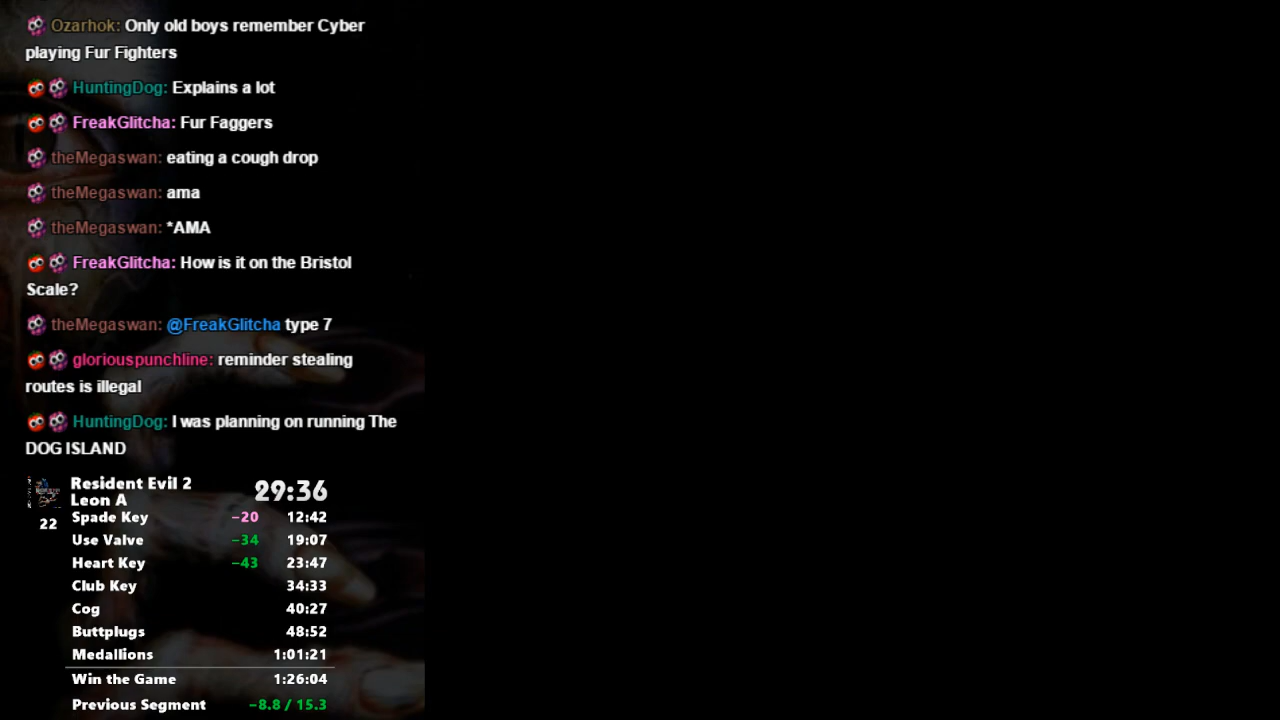 Ozarhok: Only old boys remember Cyber
playing Fur Fighters
HuntingDog: Explains a lot
FreakGlitcha: Fur Faggers
theMegaswan: eating a cough drop
theMegaswan: ama
theMegaswan: *AMA
FreakGlitcha: How is it on the Bristol
Scale?
theMegaswan: @FreakGlitcha type 7
gloriouspunchline: reminder stealing
routes is illegal
HuntingDog: I was planning on running The
DOG ISLAND
Resident Evil 2
Leon A
29:36
22
Spade Key −20 12:42
Use Valve −34 19:07
Heart Key −43 23:47
Club Key 34:33
Cog 40:27
Buttplugs 48:52
Medallions 1:01:21
Win the Game 1:26:04
Previous Segment −8.8 / 15.3